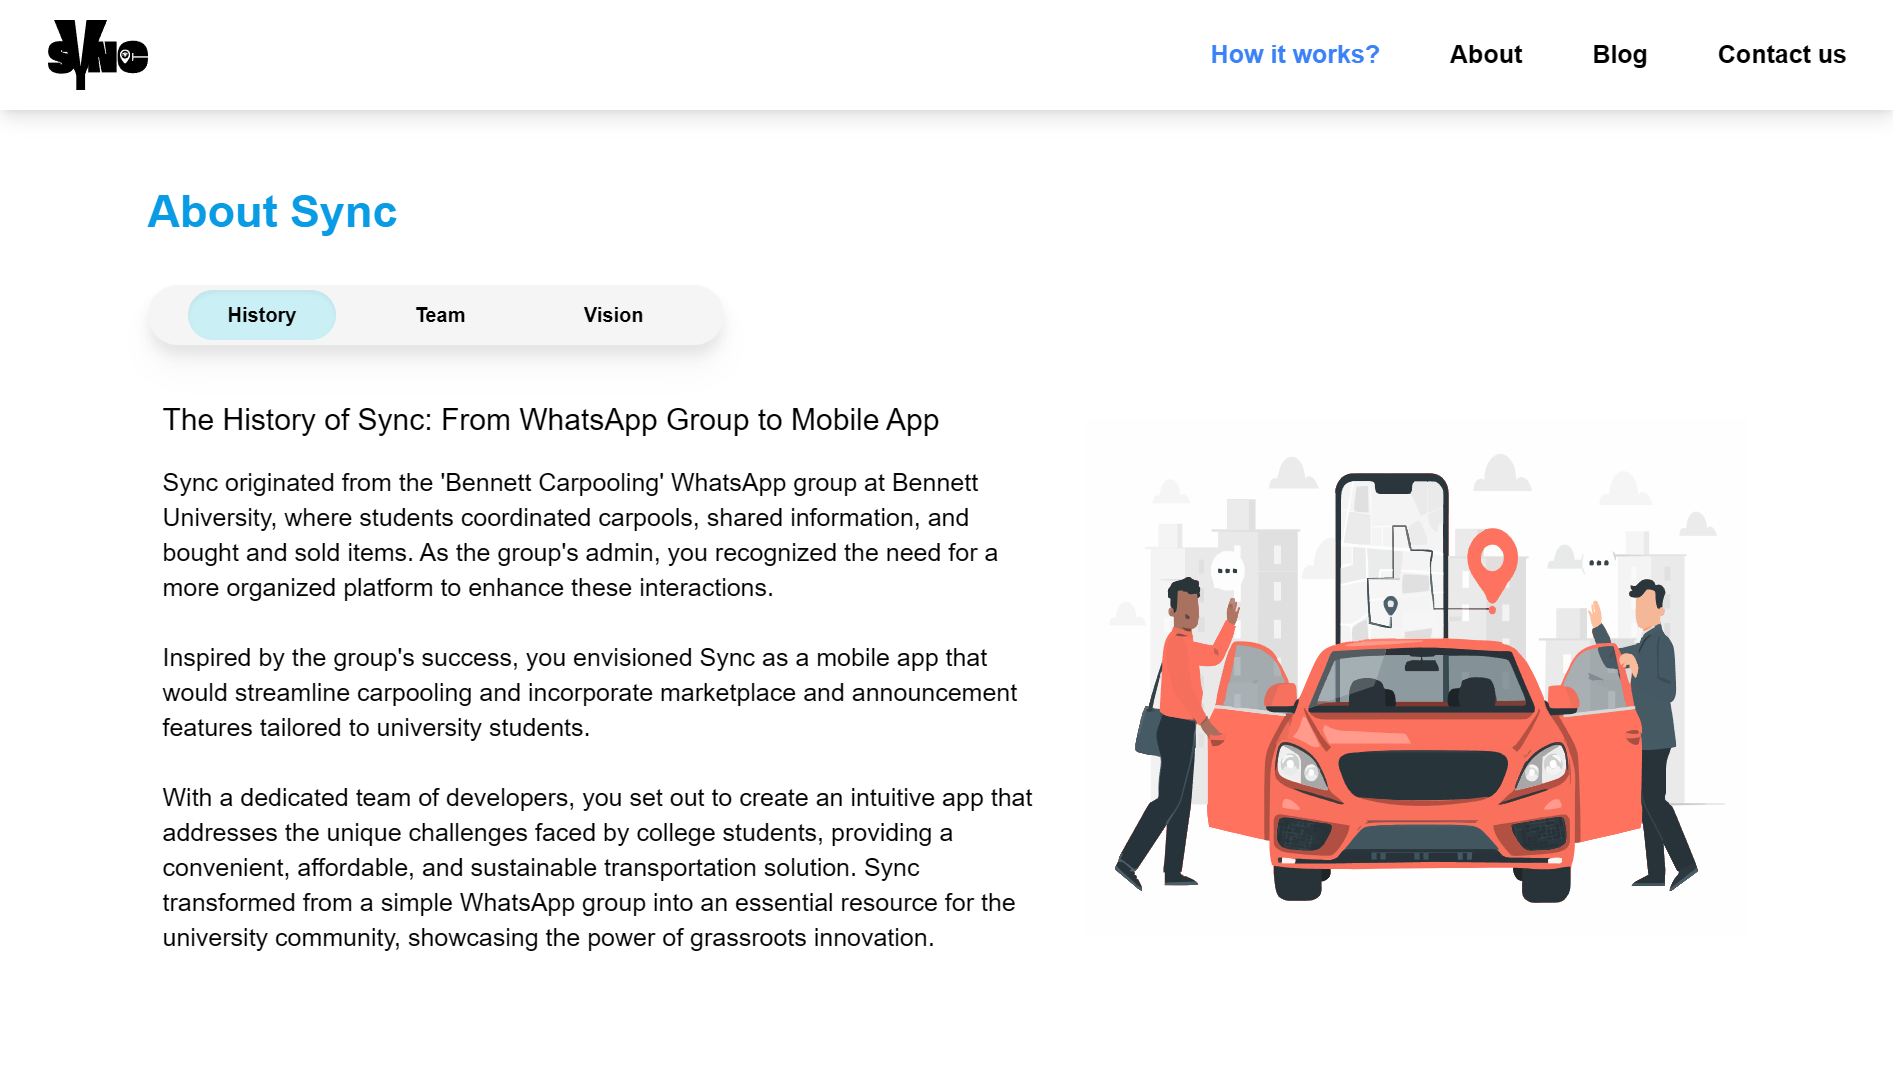 SYNC
How it works?
About
Blog
Contact us
About Sync
History
Team
Vision
The History of Sync: From WhatsApp Group to Mobile App
Sync originated from the 'Bennett Carpooling' WhatsApp group at Bennett
University, where students coordinated carpools, shared information, and
bought and sold items. As the group's admin, you recognized the need for a
more organized platform to enhance these interactions.
Inspired by the group's success, you envisioned Sync as a mobile app that
would streamline carpooling and incorporate marketplace and announcement
features tailored to university students.
With a dedicated team of developers, you set out to create an intuitive app that
addresses the unique challenges faced by college students, providing a
convenient, affordable, and sustainable transportation solution. Sync
transformed from a simple WhatsApp group into an essential resource for the
university community, showcasing the power of grassroots innovation.